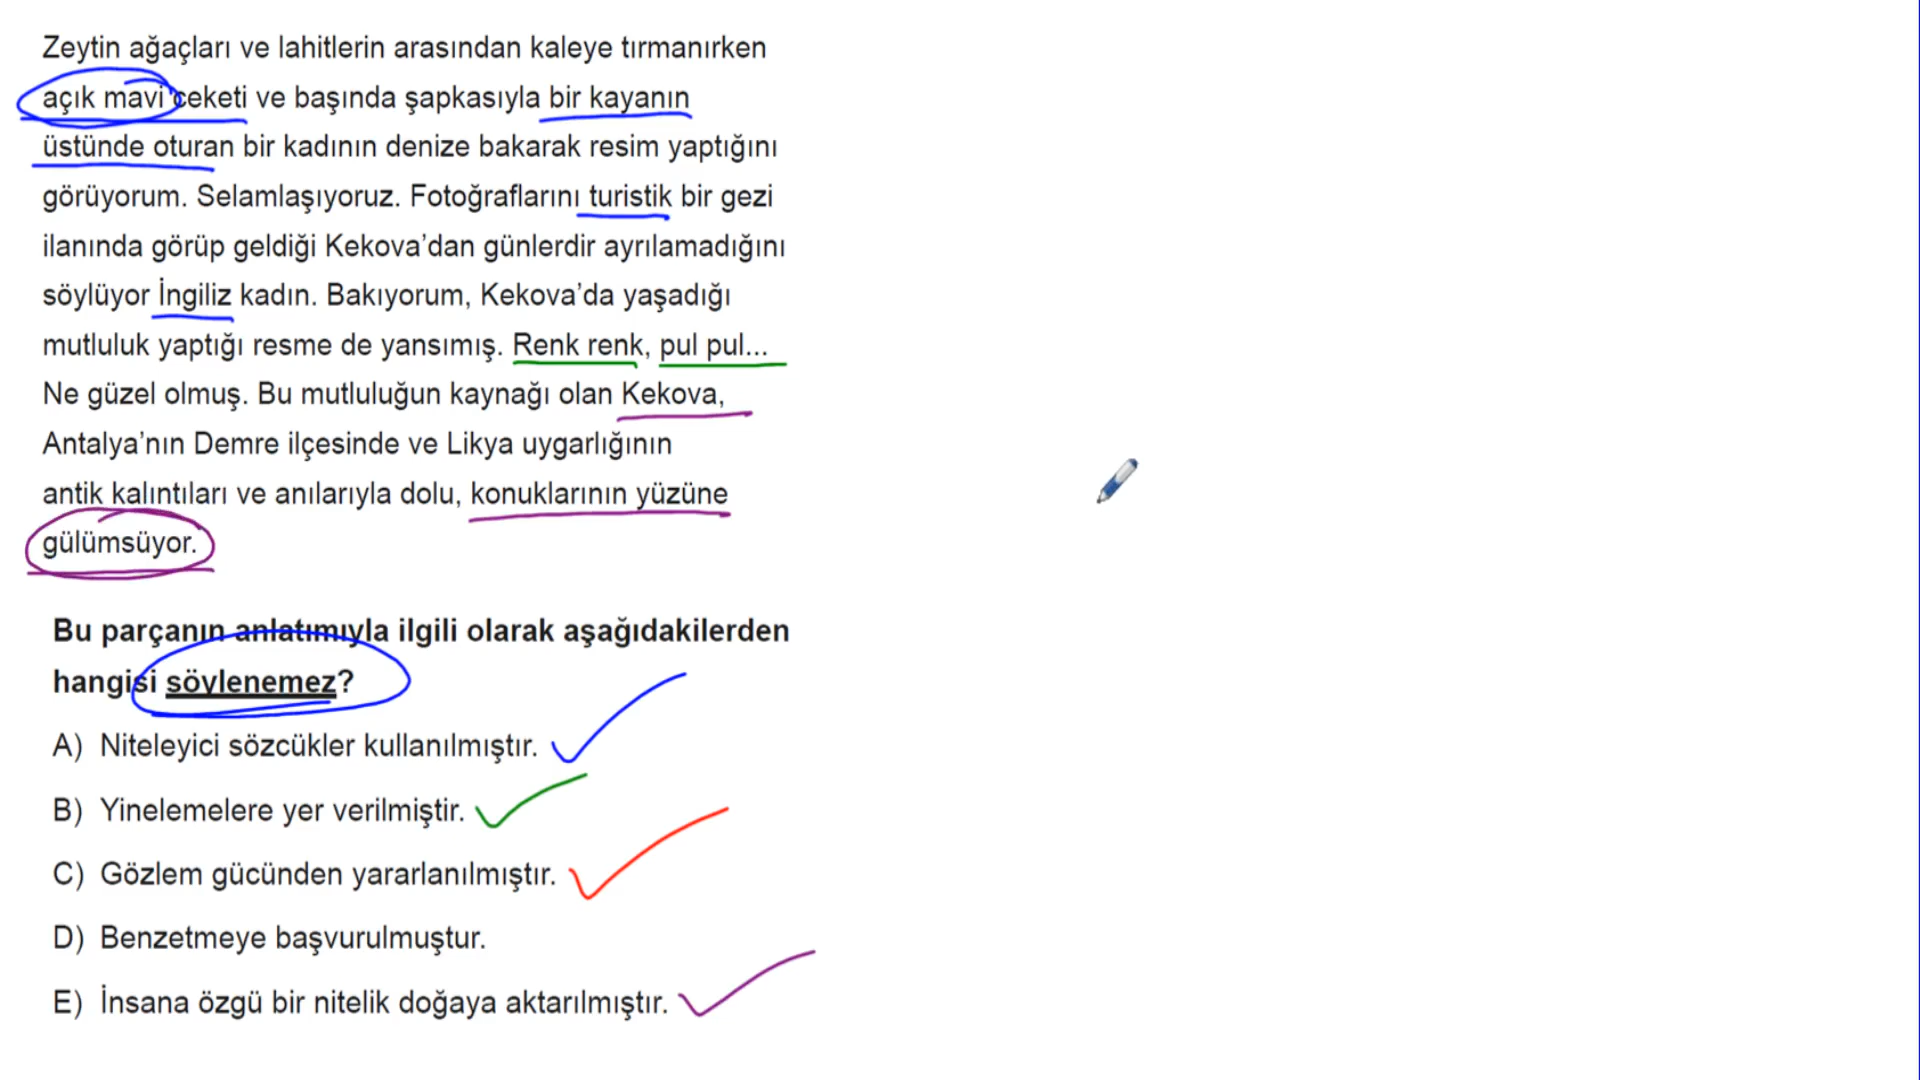 Zeytin ağaçları ve lahitlerin arasından kaleye tırmanırken
açık mavi ceketi ve başında şapkasıyla bir kayanın
üstünde oturan bir kadının denize bakarak resim yaptığını
görüyorum. Selamlaşıyoruz. Fotoğraflarını turistik bir gezi
ilanında görüp geldiği Kekova’dan günlerdir ayrılamadığını
söylüyor İngiliz kadın. Bakıyorum, Kekova’da yaşadığı
mutluluk yaptığı resme de yansımış. Renk renk, pul pul...
Ne güzel olmuş. Bu mutluluğun kaynağı olan Kekova,
Antalya’nın Demre ilçesinde ve Likya uygarlığının
antik kalıntıları ve anılarıyla dolu, konuklarının yüzüne
gülümsüyor.
Bu parçanın anlatımıyla ilgili olarak aşağıdakilerden
hangisi söylenemez?
A) Niteleyici sözcükler kullanılmıştır.
B) Yinelemelere yer verilmiştir.
C) Gözlem gücünden yararlanılmıştır.
D) Benzetmeye başvurulmuştur.
E) İnsana özgü bir nitelik doğaya aktarılmıştır.